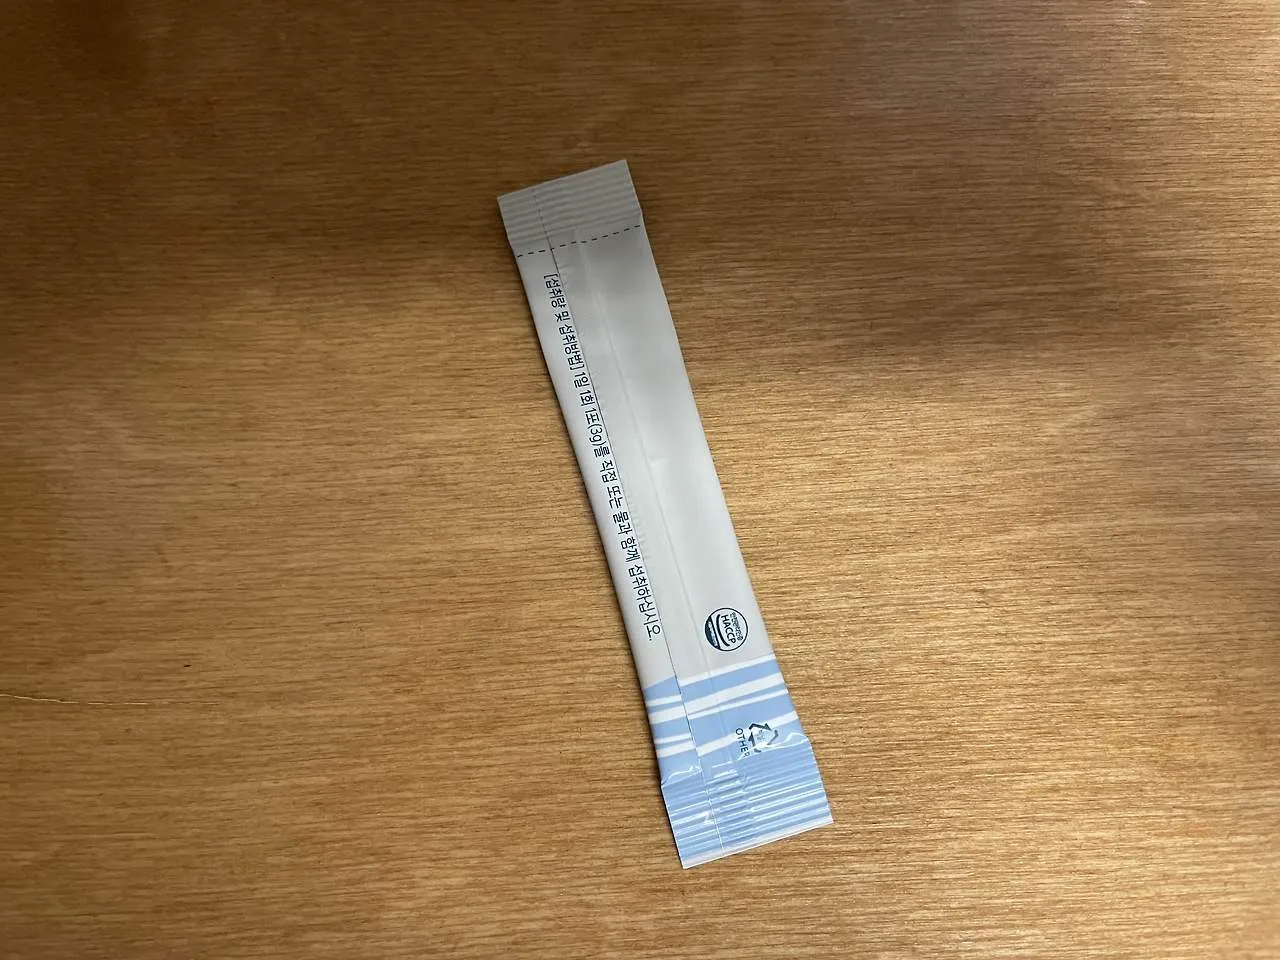 [섭취량 및 섭취방법] 1일 1회 1포(3g)를 직접 또는 물과 함께 섭취하십시오.
HACCP
OTHER